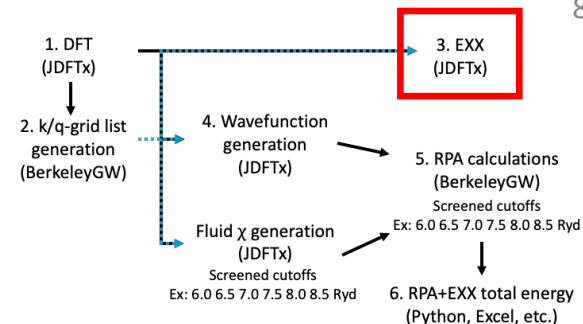 8
1. DFT
(JDFTx)
3. EXX
(JDFTx)
2. k/q-grid list
generation
(BerkeleyGW)
4. Wavefunction
generation
(JDFTx)
5. RPA calculations
(BerkeleyGW)
Screened cutoffs
Ex: 6.0 6.5 7.0 7.5 8.0 8.5 Ryd
Fluid χ generation
(JDFTx)
Screened cutoffs
Ex: 6.0 6.5 7.0 7.5 8.0 8.5 Ryd
6. RPA+EXX total energy
(Python, Excel, etc.)